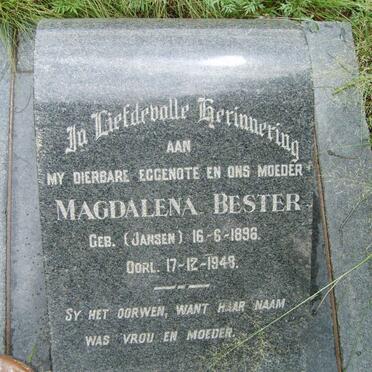 In Liefdevolle Herinnering
AAN
MY DIERBARE EGGENOTE EN ONS MOEDER
MAGDALENA BESTER
GEB. (JANSEN) 16-6-1896.
OORL. 17-12-1948.
SY HET OORWEN, WANT HAAR NAAM
WAS VROU EN MOEDER.